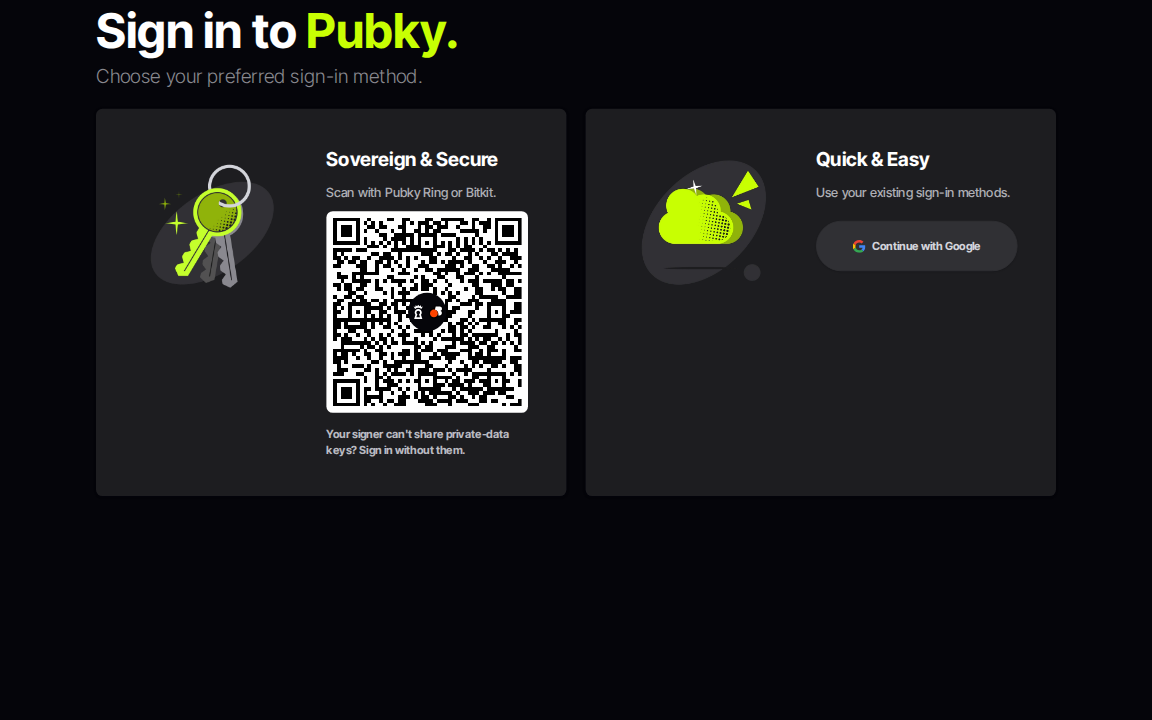 Sign in to Pubky.
Choose your preferred sign-in method.
Sovereign & Secure
Scan with Pubky Ring or Bitkit.
Your signer can't share private-data
keys? Sign in without them.
Quick & Easy
Use your existing sign-in methods.
Continue with Google